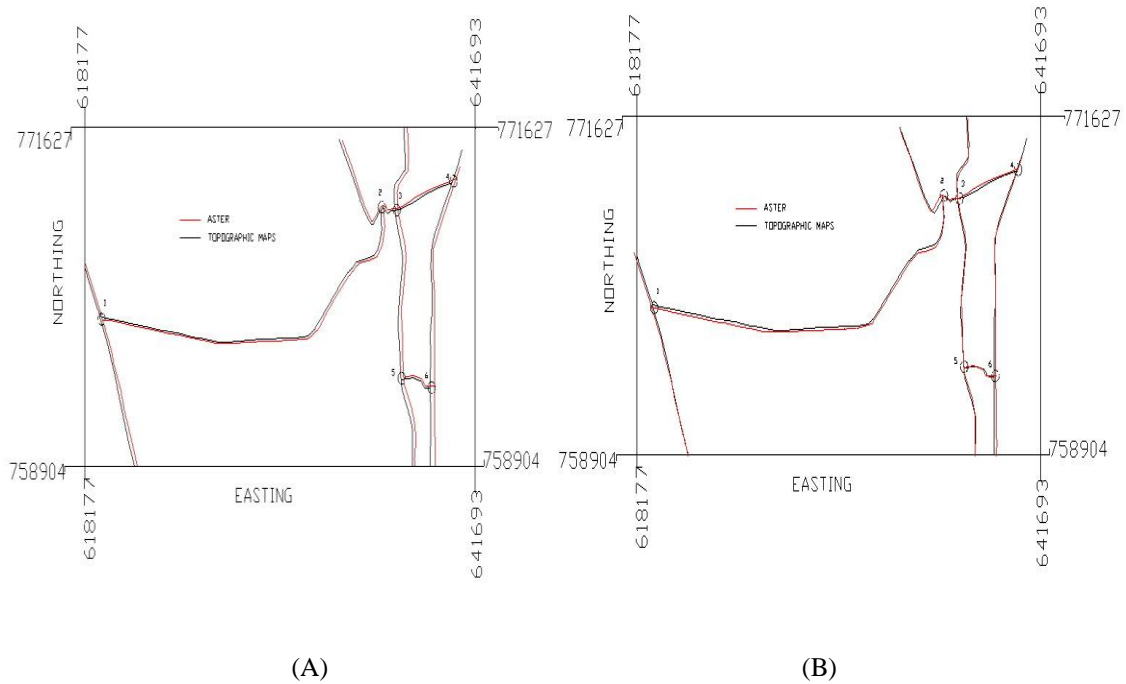 618177
641693
771627
771627
2
3
4
ASTER
TOPOGRAPHIC MAPS
NORTHING
1
5
6
758904
758904
EASTING
618177
641693
(A)
618177
641693
771627
771627
2
3
4
ASTER
TOPOGRAPHIC MAPS
NORTHING
1
5
6
758904
758904
EASTING
618177
641693
(B)